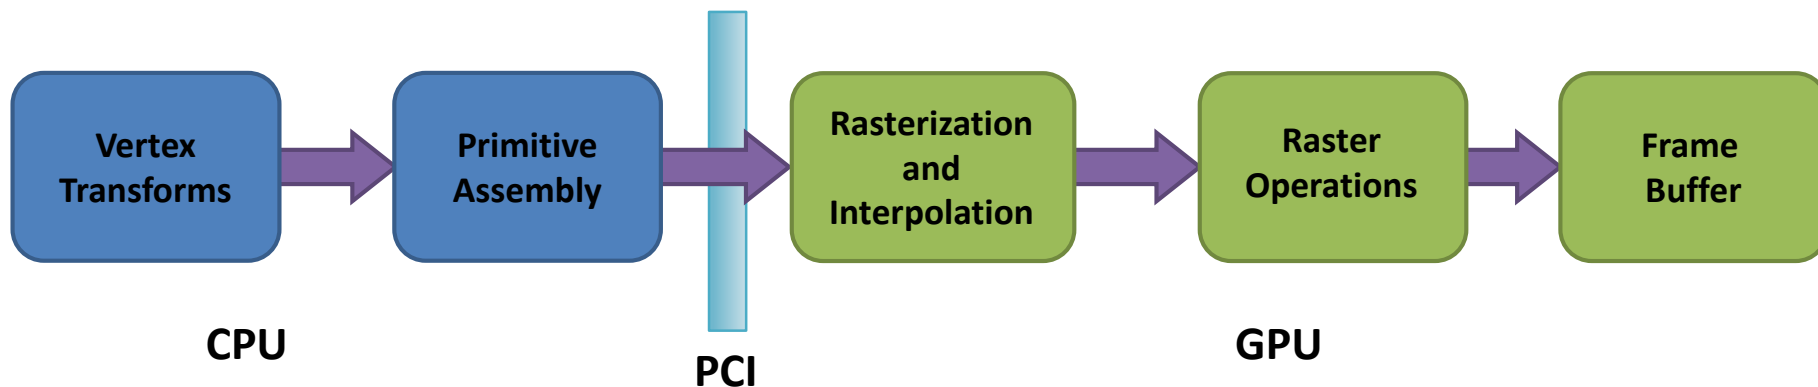 Vertex
Transforms
Primitive
Assembly
Rasterization
and
Interpolation
Raster
Operations
Frame
Buffer
CPU
PCI
GPU